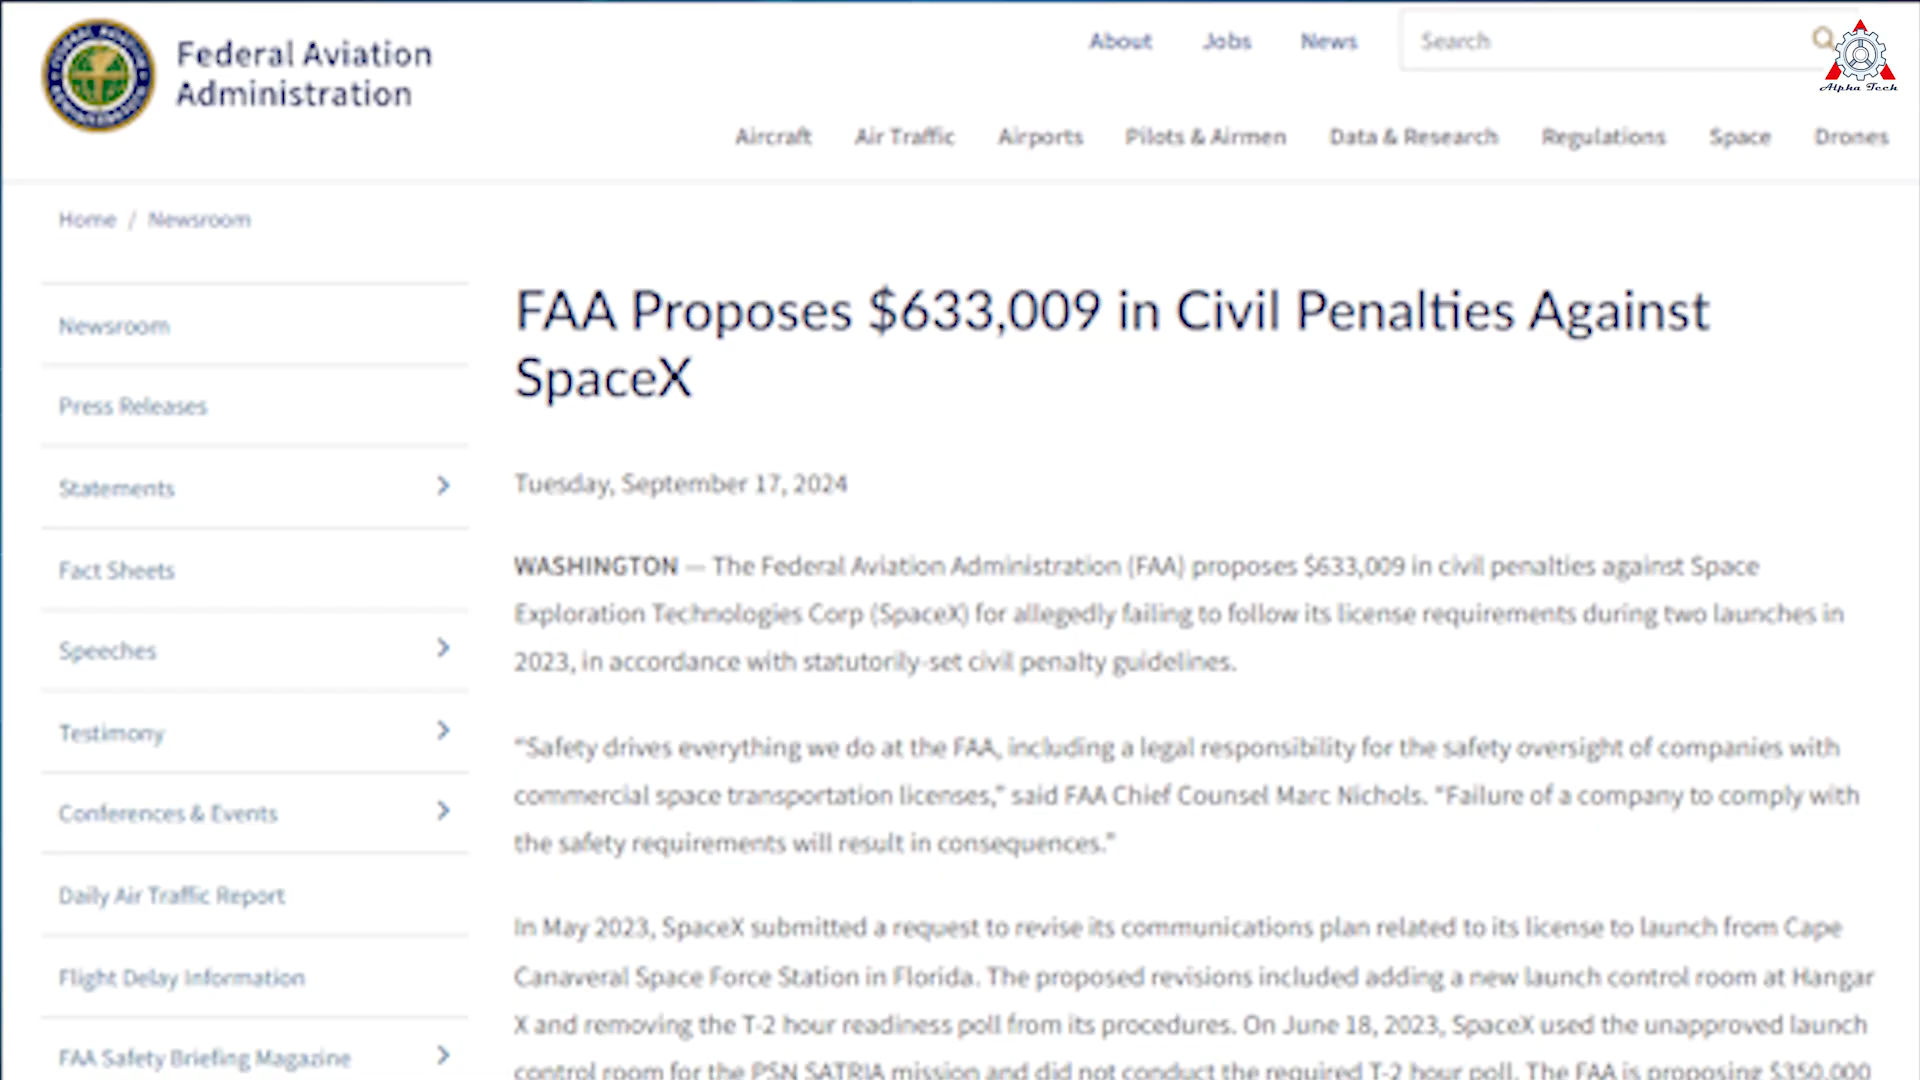 Federal Aviation
Administration
About Jobs News Search
Alpha Tech
Aircraft Air Traffic Airports Pilots & Airmen Data & Research Regulations Space Drones
Home / Newsroom
Newsroom
Press Releases
Statements
Fact Sheets
Speeches
Testimony
Conferences & Events
Daily Air Traffic Report
Flight Delay Information
FAA Safety Briefing Magazine
FAA Proposes $633,009 in Civil Penalties Against
SpaceX
Tuesday, September 17, 2024
WASHINGTON — The Federal Aviation Administration (FAA) proposes $633,009 in civil penalties against Space
Exploration Technologies Corp (SpaceX) for allegedly failing to follow its license requirements during two launches in
2023, in accordance with statutorily-set civil penalty guidelines.
“Safety drives everything we do at the FAA, including a legal responsibility for the safety oversight of companies with
commercial space transportation licenses,” said FAA Chief Counsel Marc Nichols. “Failure of a company to comply with
the safety requirements will result in consequences.”
In May 2023, SpaceX submitted a request to revise its communications plan related to its license to launch from Cape
Canaveral Space Force Station in Florida. The proposed revisions included adding a new launch control room at Hangar
X and removing the T-2 hour readiness poll from its procedures. On June 18, 2023, SpaceX used the unapproved launch
control room for the PSN SATRIA mission and did not conduct the required T-2 hour poll. The FAA is proposing $350,000